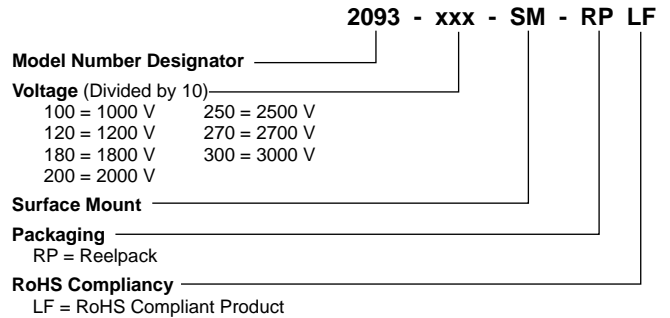 2093 - xxx - SM - RP LF
Model Number Designator
Voltage (Divided by 10)
100 = 1000 V 250 = 2500 V
120 = 1200 V 270 = 2700 V
180 = 1800 V 300 = 3000 V
200 = 2000 V
Surface Mount
Packaging
RP = Reelpack
RoHS Compliancy
LF = RoHS Compliant Product